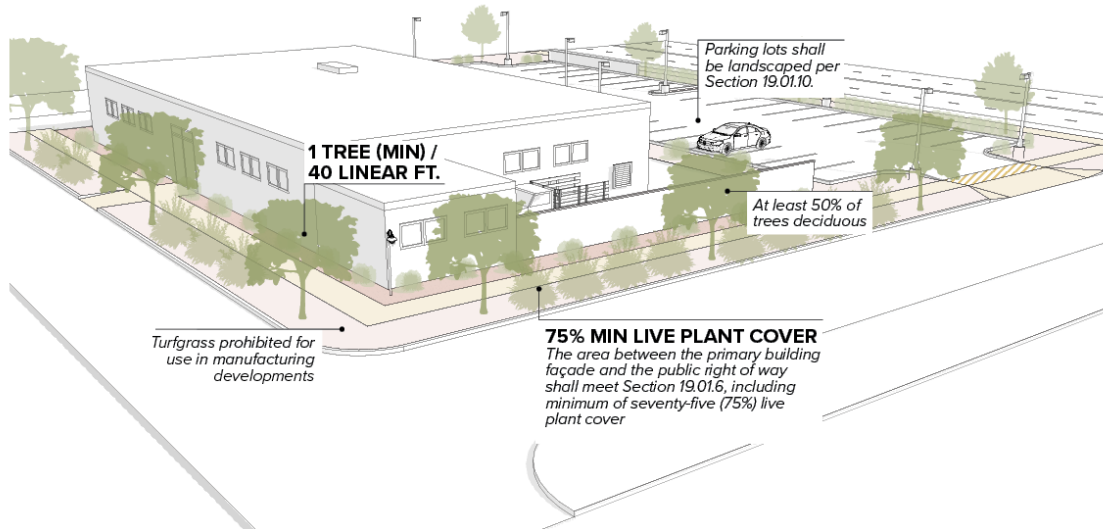 Parking lots shall
be landscaped per
Section 19.01.10.
1 TREE (MIN) /
40 LINEAR FT.
At least 50% of
trees deciduous
Turfgrass prohibited for
use in manufacturing
developments
75% MIN LIVE PLANT COVER
The area between the primary building
façade and the public right of way
shall meet Section 19.01.6, including
minimum of seventy-five (75%) live
plant cover